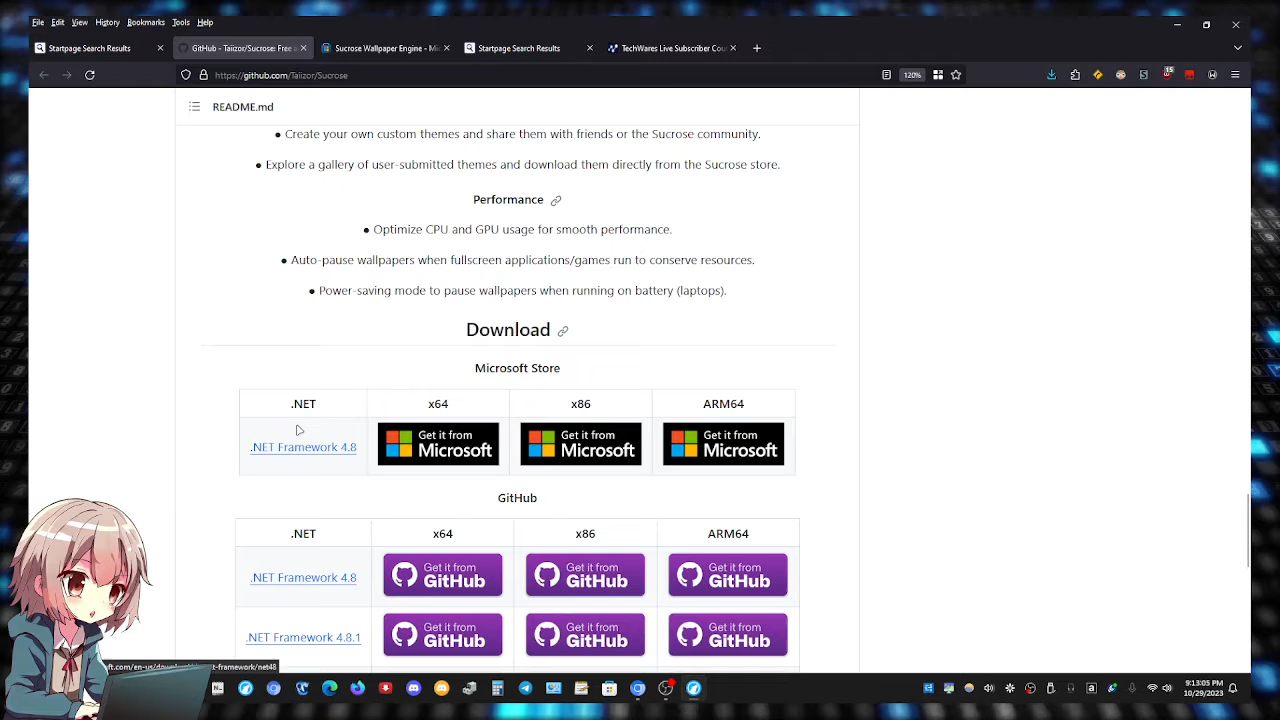 File Edit View History Bookmarks Tools Help
Startpage Search Results
GitHub - Taiizor/Sucrose: Free a
Sucrose Wallpaper Engine - Mic
Startpage Search Results
TechWares Live Subscriber Cou
https://github.com/Taiizor/Sucrose
120%
15
README.md
• Create your own custom themes and share them with friends or the Sucrose community.
• Explore a gallery of user-submitted themes and download them directly from the Sucrose store.
Performance
• Optimize CPU and GPU usage for smooth performance.
• Auto-pause wallpapers when fullscreen applications/games run to conserve resources.
• Power-saving mode to pause wallpapers when running on battery (laptops).
Download
Microsoft Store
.NET x64 x86 ARM64
.NET Framework 4.8
Get it from Microsoft
Get it from Microsoft
Get it from Microsoft
GitHub
.NET x64 x86 ARM64
.NET Framework 4.8
Get it from GitHub
Get it from GitHub
Get it from GitHub
.NET Framework 4.8.1
Get it from GitHub
Get it from GitHub
Get it from GitHub
t-framework/net48
9:13:05 PM
10/29/2023